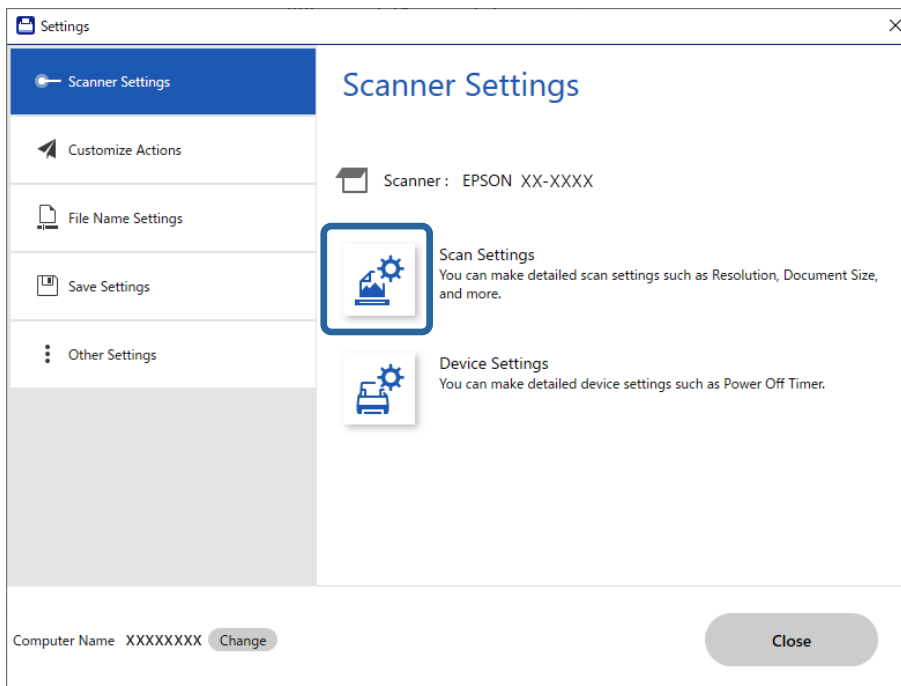 Settings
Scanner Settings
Customize Actions
File Name Settings
Save Settings
Other Settings
Scanner Settings
Scanner : EPSON XX-XXXX
Scan Settings
You can make detailed scan settings such as Resolution, Document Size,
and more.
Device Settings
You can make detailed device settings such as Power Off Timer.
Computer Name XXXXXXXX Change
Close